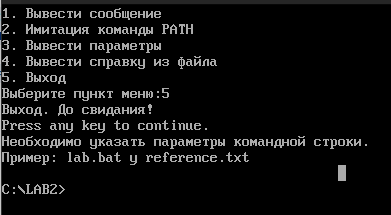 1. Вывести сообщение
2. Имитация команды PATH
3. Вывести параметры
4. Вывести справку из файла
5. Выход
Выберите пункт меню:5
Выход. До свидания!
Press any key to continue.
Необходимо указать параметры командной строки.
Пример: lab.bat y reference.txt
C:\LAB2>